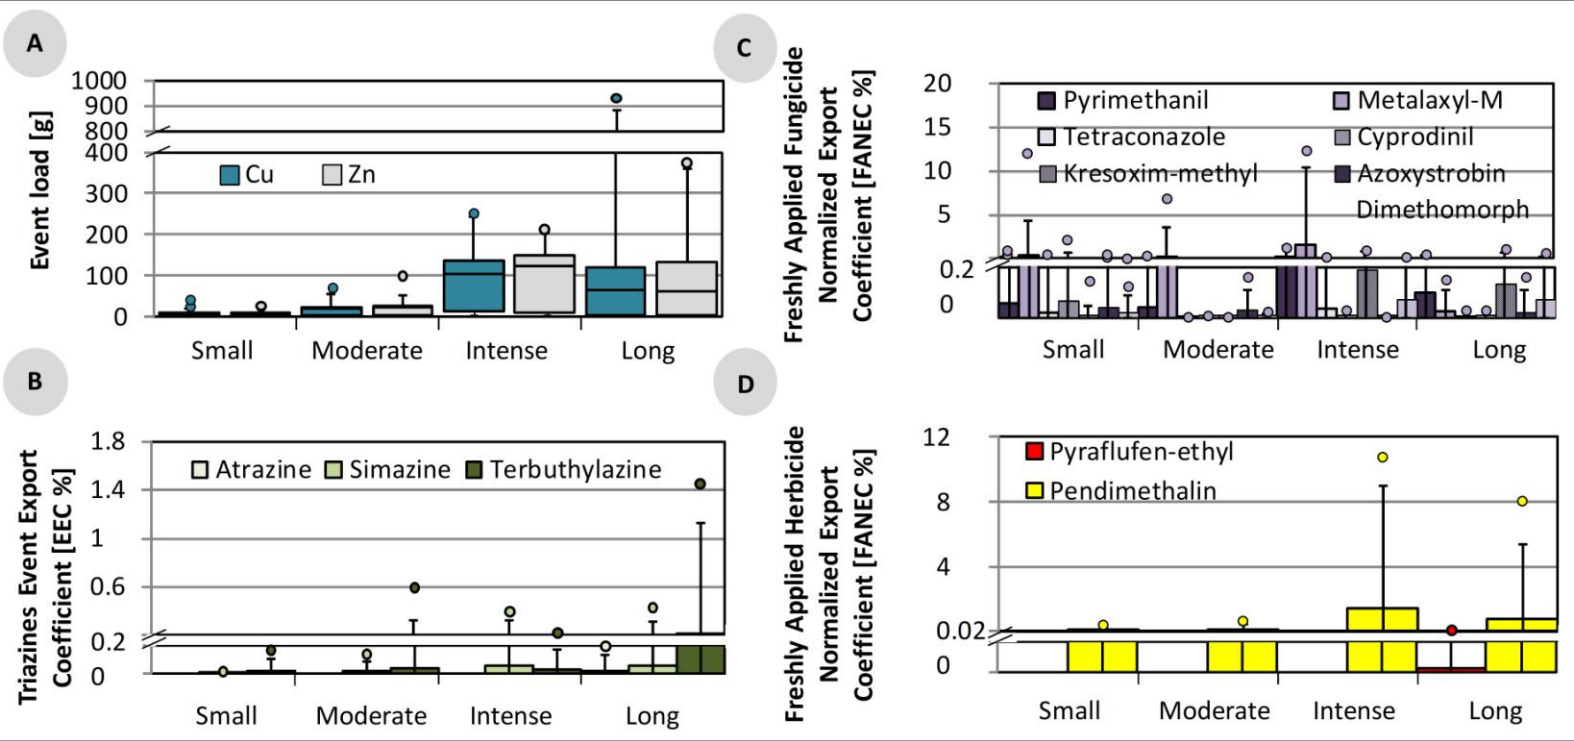 A
Event load [g]
1000
900
800
400
300
200
100
0
Cu
Zn
Small
Moderate
Intense
Long
B
Triazines Event Export
Coefficient [EEC %]
1.8
1.4
1
0.6
0.2
0
Atrazine
Simazine
Terbuthylazine
Small
Moderate
Intense
Long
C
Freshly Applied Fungicide
Normalized Export
Coefficient [FANEC %]
20
15
10
5
0.2
0
Pyrimethanil
Metalaxyl-M
Tetraconazole
Cyprodinil
Kresoxim-methyl
Azoxystrobin
Dimethomorph
Small
Moderate
Intense
Long
D
Freshly Applied Herbicide
Normalized Export
Coefficient [FANEC %]
12
8
4
0.02
0
Pyraflufen-ethyl
Pendimethalin
Small
Moderate
Intense
Long